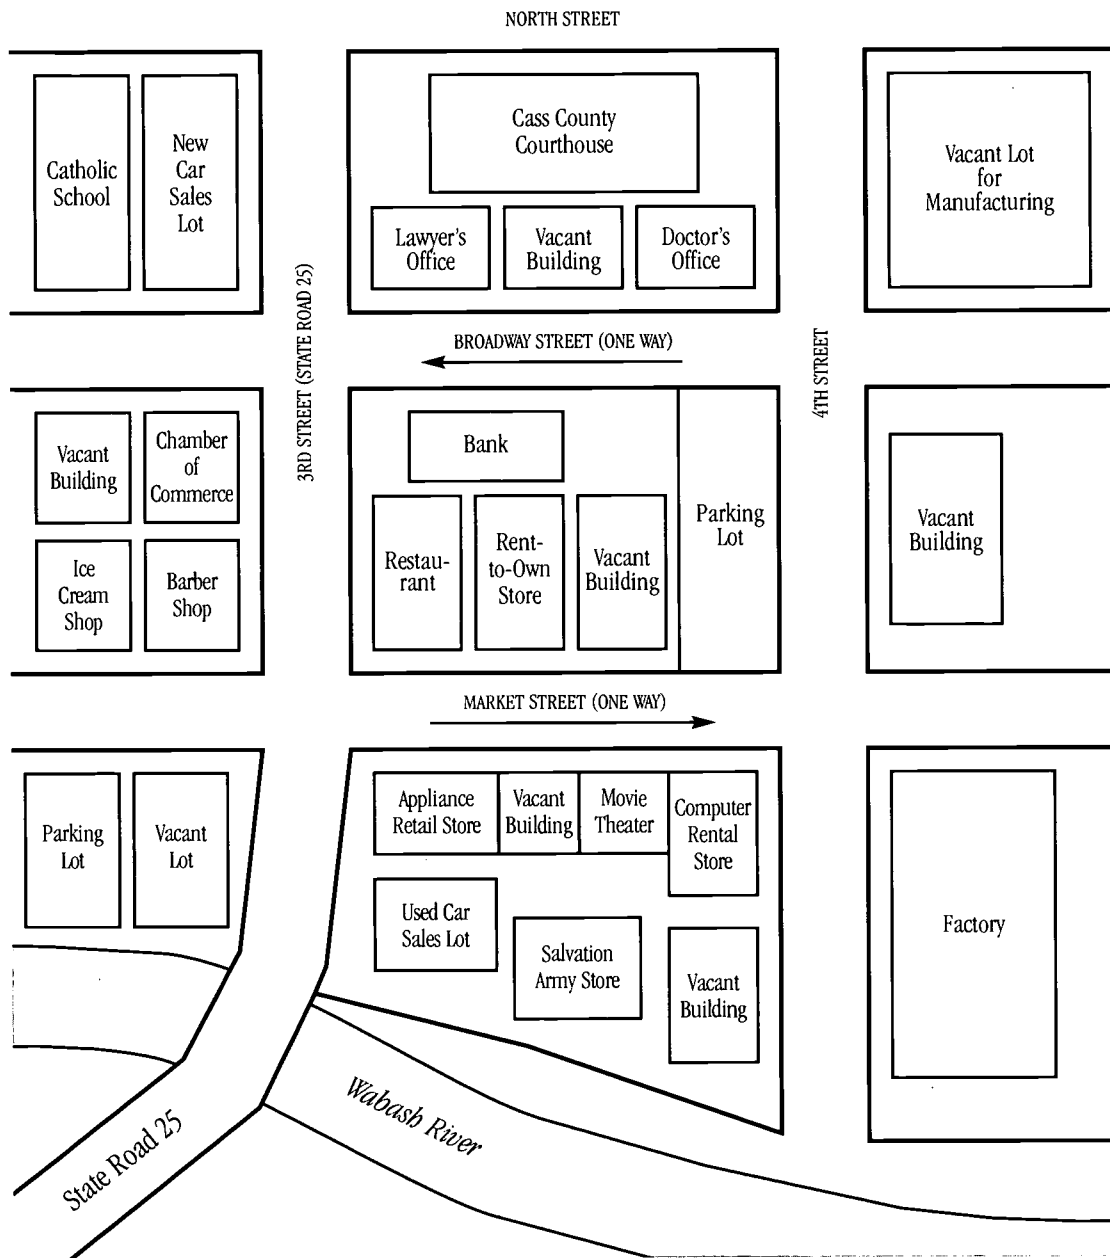 NORTH STREET
Catholic
School
New
Car
Sales
Lot
Cass County
Courthouse
Lawyer's
Office
Vacant
Building
Doctor's
Office
Vacant Lot
for
Manufacturing
3RD STREET (STATE ROAD 25)
BROADWAY STREET (ONE WAY)
4TH STREET
Vacant
Building
Chamber
of
Commerce
Ice
Cream
Shop
Barber
Shop
Bank
Restau-
rant
Rent-
to-Own
Store
Vacant
Building
Parking
Lot
Vacant
Building
MARKET STREET (ONE WAY)
Parking
Lot
Vacant
Lot
Appliance
Retail Store
Vacant
Building
Movie
Theater
Computer
Rental
Store
Used Car
Sales Lot
Salvation
Army Store
Vacant
Building
Factory
Wabash River
State Road 25